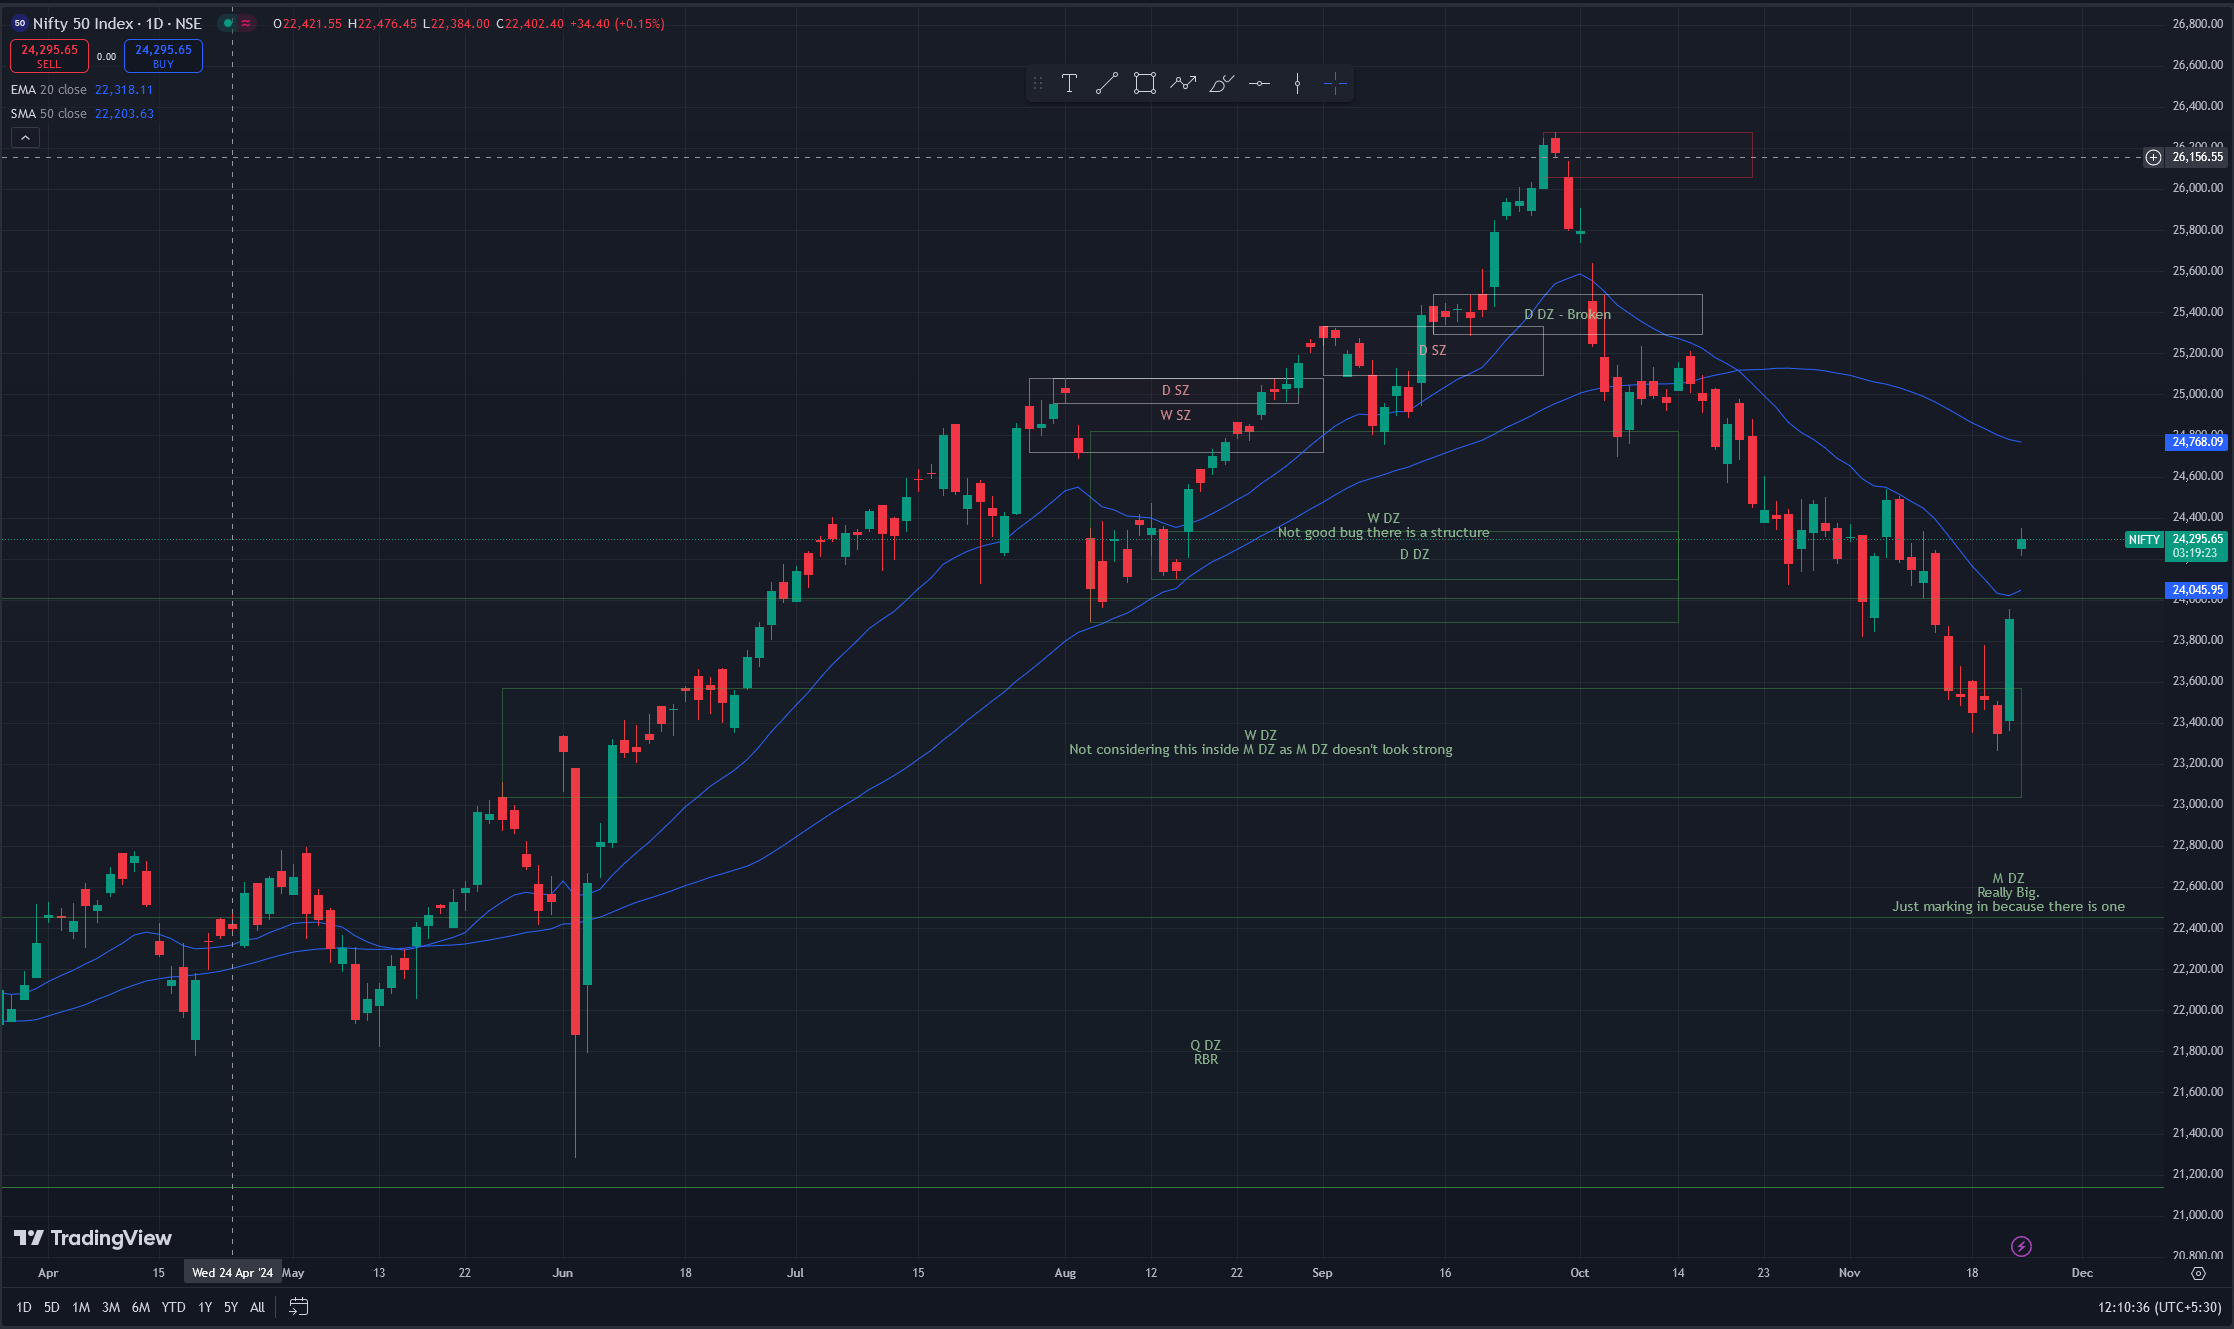 Nifty 50 Index · 1D · NSE
O22,421.55 H22,476.45 L22,384.00 C22,402.40 +34.40 (+0.15%)
24,295.65
SELL
0.00
24,295.65
BUY
EMA 20 close 22,318.11
SMA 50 close 22,203.63
26,800.00
26,600.00
26,400.00
26,156.55
26,000.00
25,800.00
25,600.00
25,400.00
25,200.00
25,000.00
24,768.09
24,600.00
24,400.00
NIFTY
24,295.65
03:19:23
24,045.95
23,800.00
23,600.00
23,400.00
23,200.00
23,000.00
22,800.00
22,600.00
22,400.00
22,200.00
22,000.00
21,800.00
21,600.00
21,400.00
21,200.00
21,000.00
20,800.00
D DZ - Broken
D SZ
D SZ
W SZ
W DZ
Not good bug there is a structure
D DZ
W DZ
Not considering this inside M DZ as M DZ doesn't look strong
M DZ
Really Big.
Just marking in because there is one
Q DZ
RBR
TradingView
Apr 15 Wed 24 Apr '24 May 13 22 Jun 18 Jul 15 Aug 12 22 Sep 16 Oct 14 23 Nov 18 Dec
1D 5D 1M 3M 6M YTD 1Y 5Y All
12:10:36 (UTC+5:30)